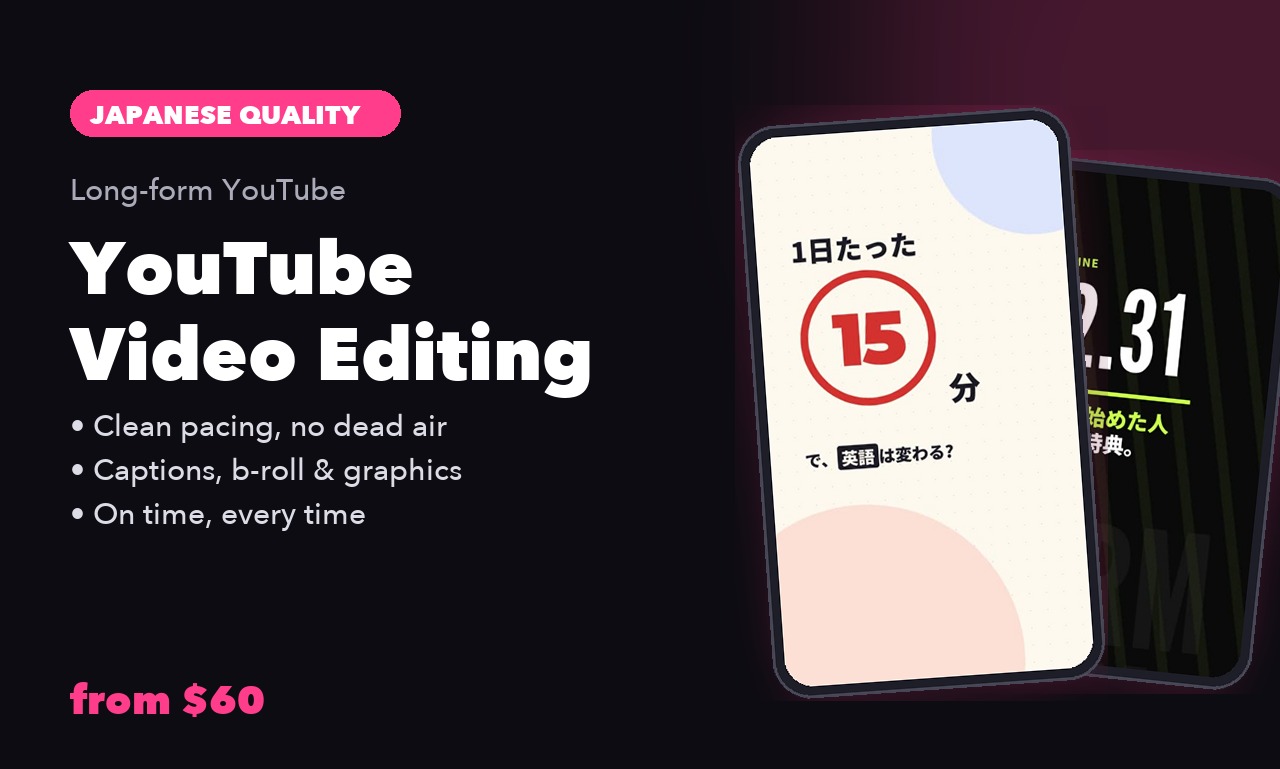 JAPANESE QUALITY
Long-form YouTube
YouTube
Video Editing
• Clean pacing, no dead air
• Captions, b-roll & graphics
• On time, every time
from $60
1日たった
15
分
で、英語は変わる?
.31
始めた人
特典。